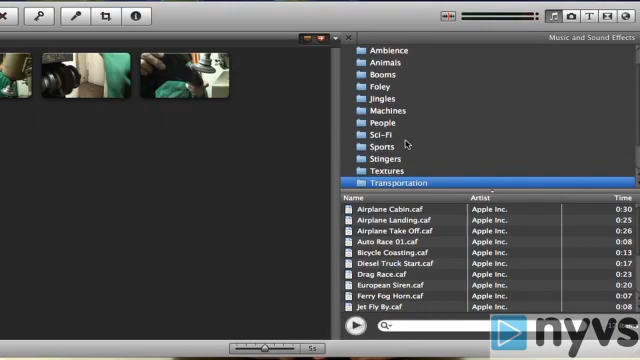 Music and Sound Effects
Ambience
Animals
Booms
Foley
Jingles
Machines
People
Sci-Fi
Sports
Stingers
Textures
Transportation
Name Artist Time
Airplane Cabin.caf Apple Inc. 0:30
Airplane Landing.caf Apple Inc. 0:25
Airplane Take Off.caf Apple Inc. 0:26
Auto Race 01.caf Apple Inc. 0:08
Bicycle Coasting.caf Apple Inc. 0:13
Diesel Truck Start.caf Apple Inc. 0:17
Drag Race.caf Apple Inc. 0:23
European Siren.caf Apple Inc. 0:20
Ferry Fog Horn.caf Apple Inc. 0:07
Jet Fly By.caf Apple Inc. 0:08
nyvs
5s